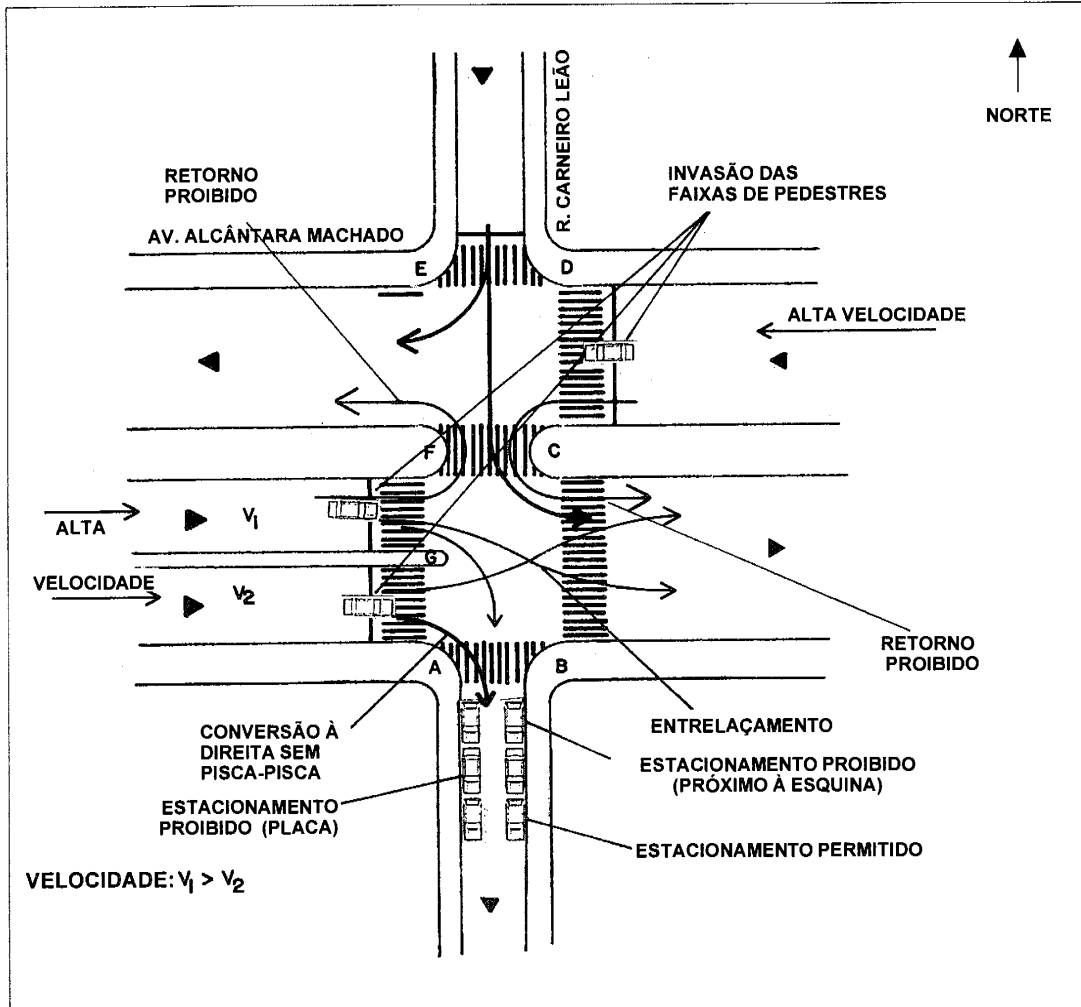 R. CARNEIRO LEÃO
NORTE
RETORNO
PROIBIDO
INVASÃO DAS
FAIXAS DE PEDESTRES
AV. ALCÂNTARA MACHADO
E
D
ALTA VELOCIDADE
F
C
ALTA
V1
G
VELOCIDADE
V2
A
B
RETORNO
PROIBIDO
CONVERSÃO À
DIREITA SEM
PISCA-PISCA
ENTRELAÇAMENTO
ESTACIONAMENTO PROIBIDO
(PRÓXIMO À ESQUINA)
ESTACIONAMENTO
PROIBIDO (PLACA)
ESTACIONAMENTO PERMITIDO
VELOCIDADE: V1 > V2